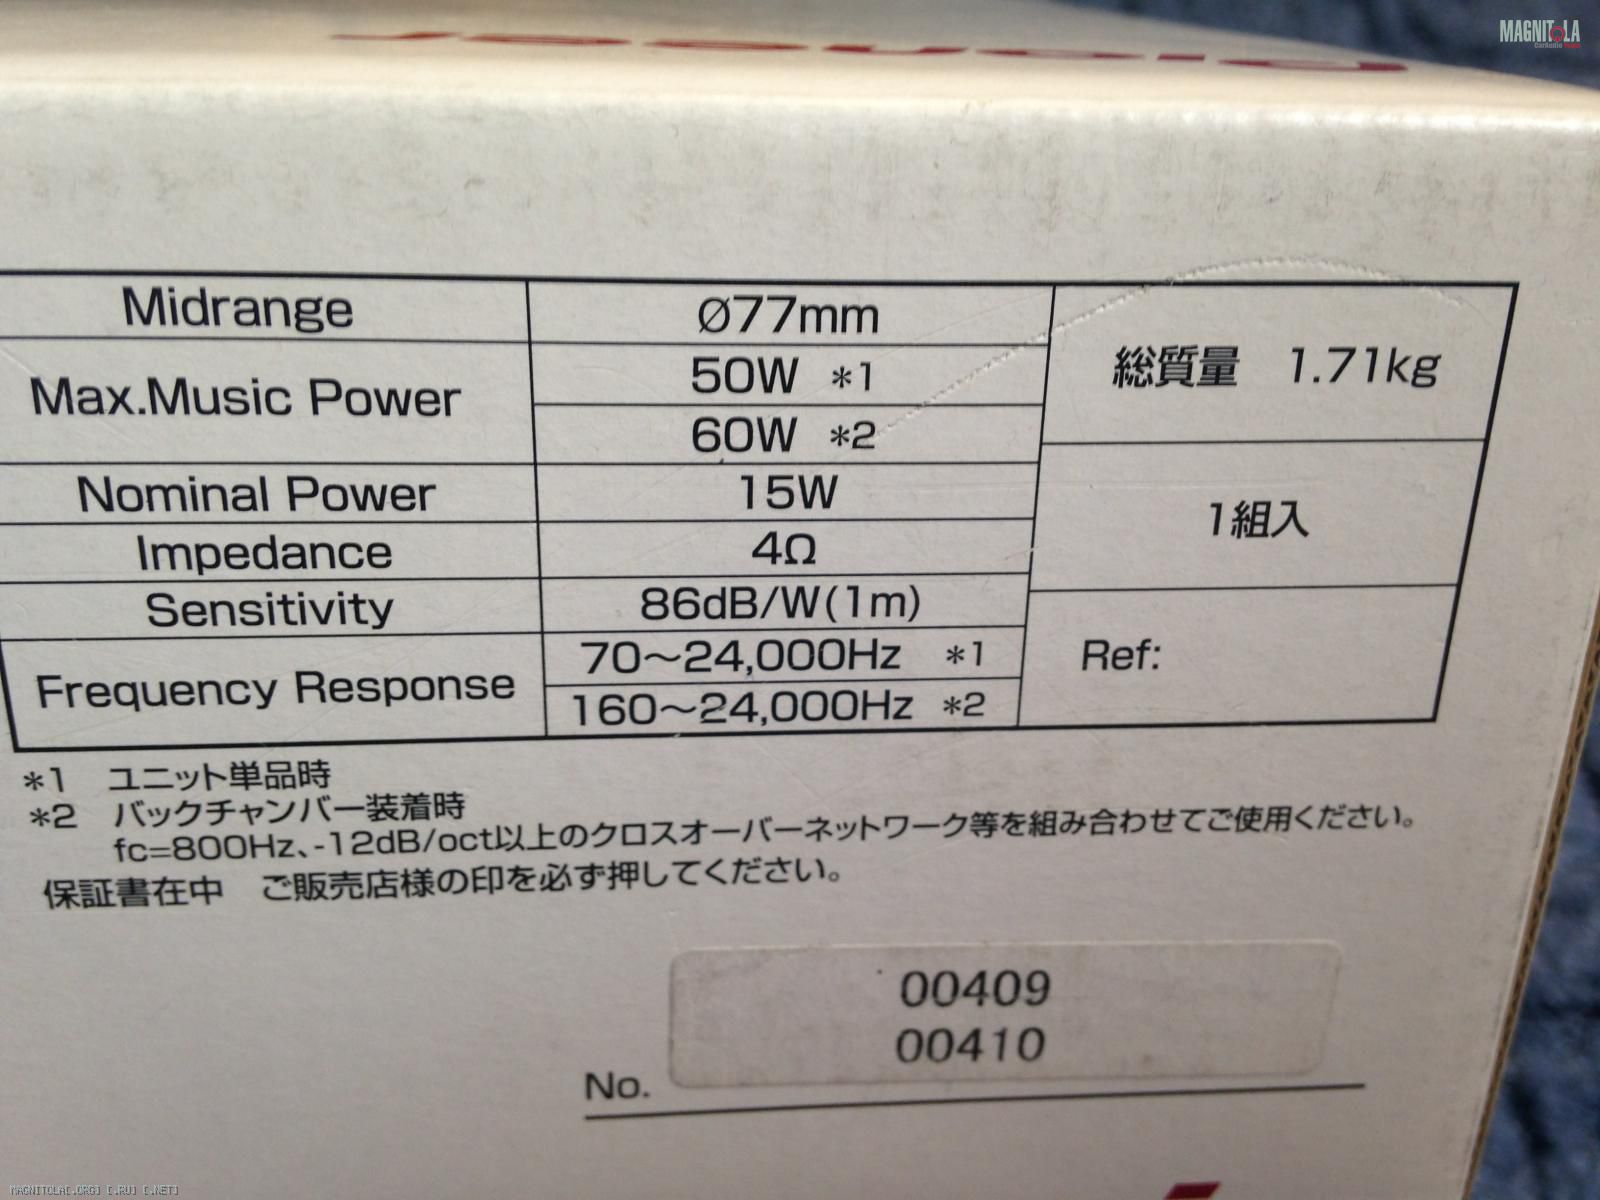 MAGNITOLA
CarAudio
pioneer
Midrange
Ø77mm
総質量 1.71kg
Max.Music Power
50W *1
60W *2
Nominal Power
15W
1組入
Impedance
4Ω
Sensitivity
86dB/W(1m)
Frequency Response
70～24,000Hz *1
160～24,000Hz *2
Ref:
*1 ユニット単品時
*2 バックチャンバー装着時
fc=800Hz、-12dB/oct以上のクロスオーバーネットワーク等を組み合わせてご使用ください。
保証書在中 ご販売店様の印を必ず押してください。
00409
00410
No.
MAGNITOLA[.ORG] [.RU] [.NET]